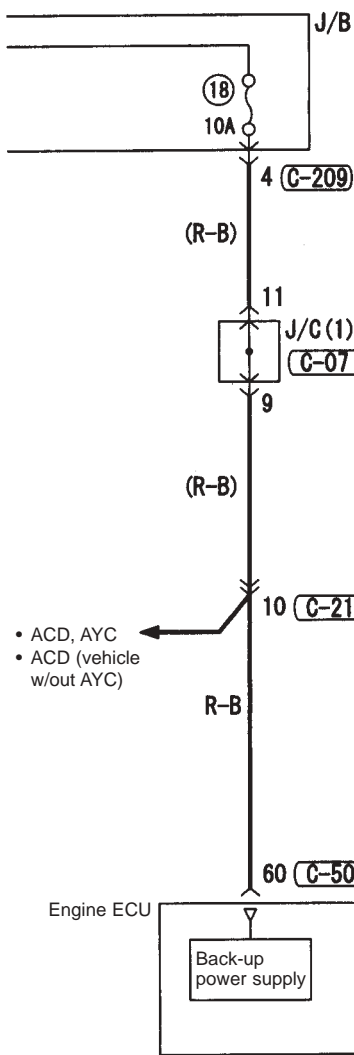 J/B
18
10A
4 C-209
(R-B)
11
J/C(1)
C-07
9
(R-B)
10 C-21
• ACD, AYC
• ACD (vehicle
w/out AYC)
R-B
60 C-50
Engine ECU
Back-up
power supply